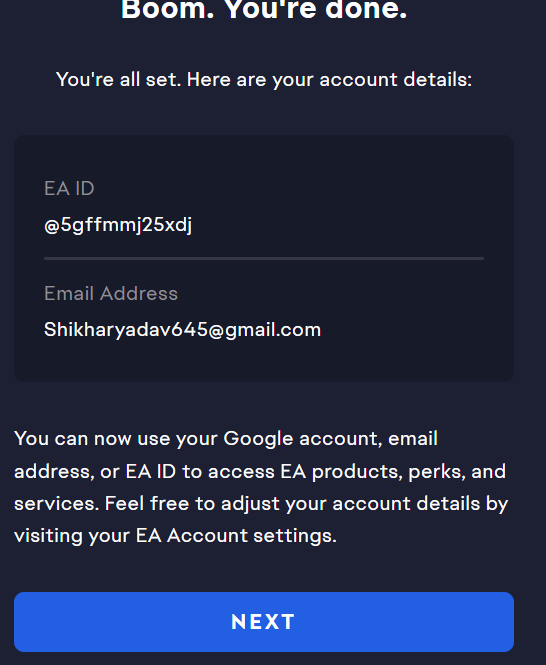 Boom. You're done.
You're all set. Here are your account details:
EA ID
@5gffmmj25xdj
Email Address
Shikharyadav645@gmail.com
You can now use your Google account, email
address, or EA ID to access EA products, perks, and
services. Feel free to adjust your account details by
visiting your EA Account settings.
NEXT